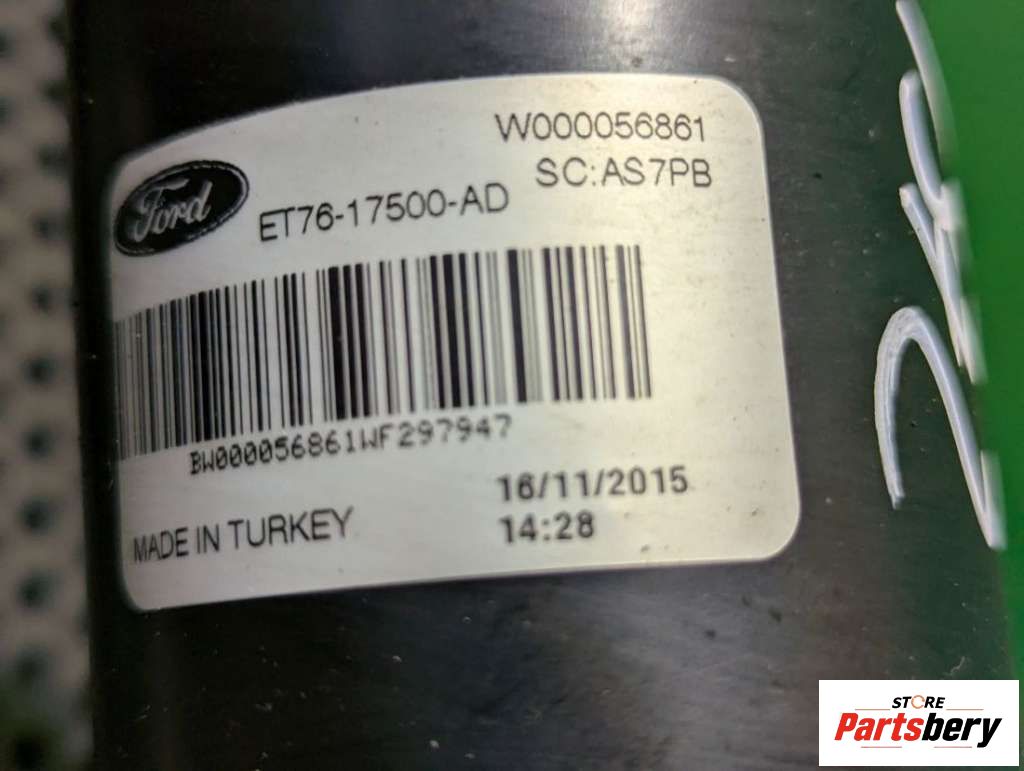 W000056861
SC:AS7PB
Ford
ET76-17500-AD
BW000056861WF297947
16/11/2015
MADE IN TURKEY
14:28
STORE
Partsbery